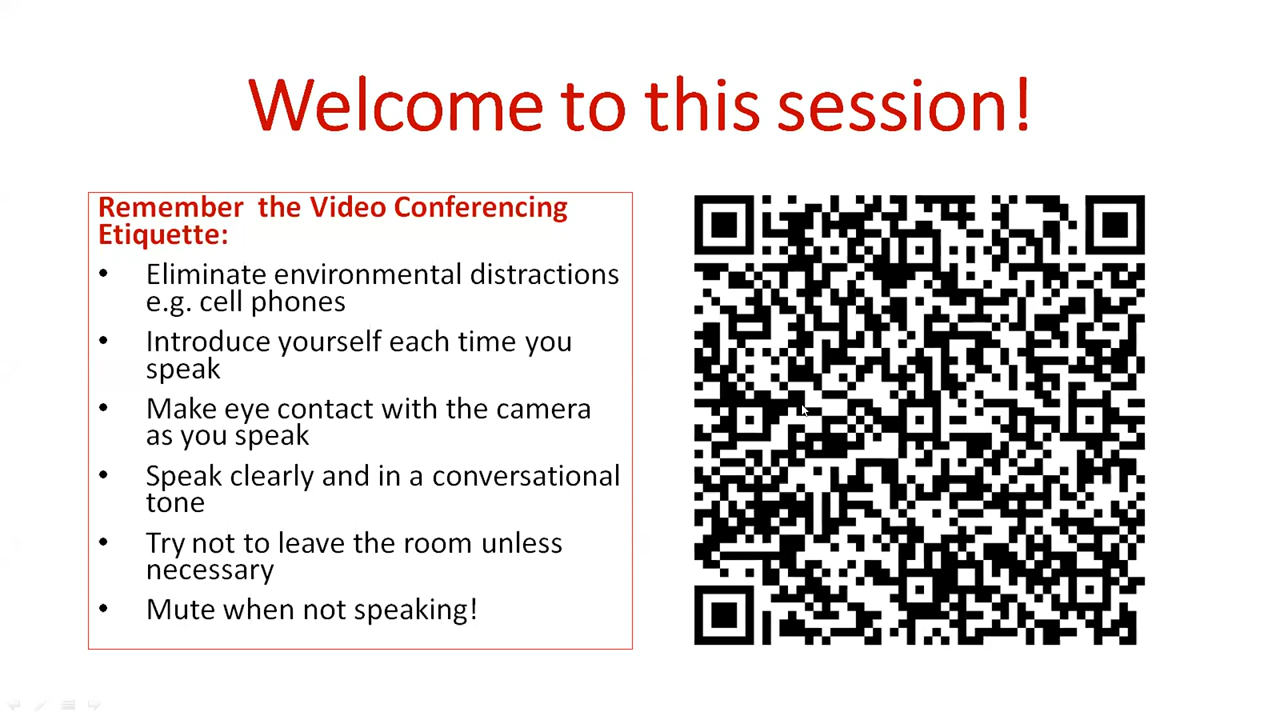 Welcome to this session!
Remember  the Video Conferencing
Etiquette:
• Eliminate environmental distractions
e.g. cell phones
• Introduce yourself each time you
speak
• Make eye contact with the camera
as you speak
• Speak clearly and in a conversational
tone
• Try not to leave the room unless
necessary
• Mute when not speaking!